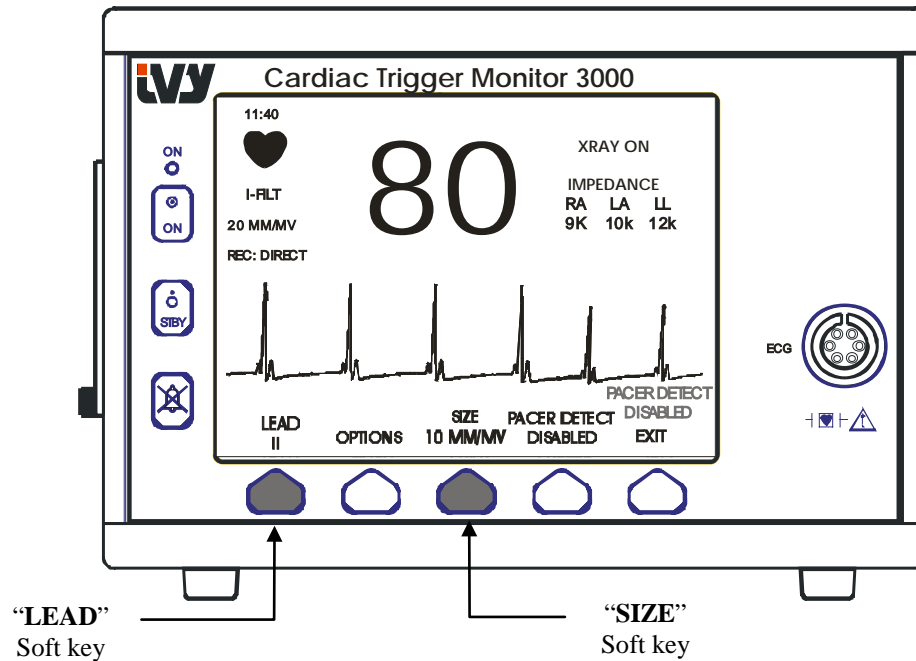 ivy
Cardiac Trigger Monitor 3000
11:40
80
XRAY ON
I-FILT
IMPEDANCE
RA LA LL
9K 10k 12k
20 MM/MV
REC: DIRECT
ON
ON
STBY
ECG
LEAD
II
OPTIONS
SIZE
10 MM/MV
PACER DETECT
DISABLED
PACER DETECT
DISABLED
EXIT
“LEAD”
Soft key
“SIZE”
Soft key